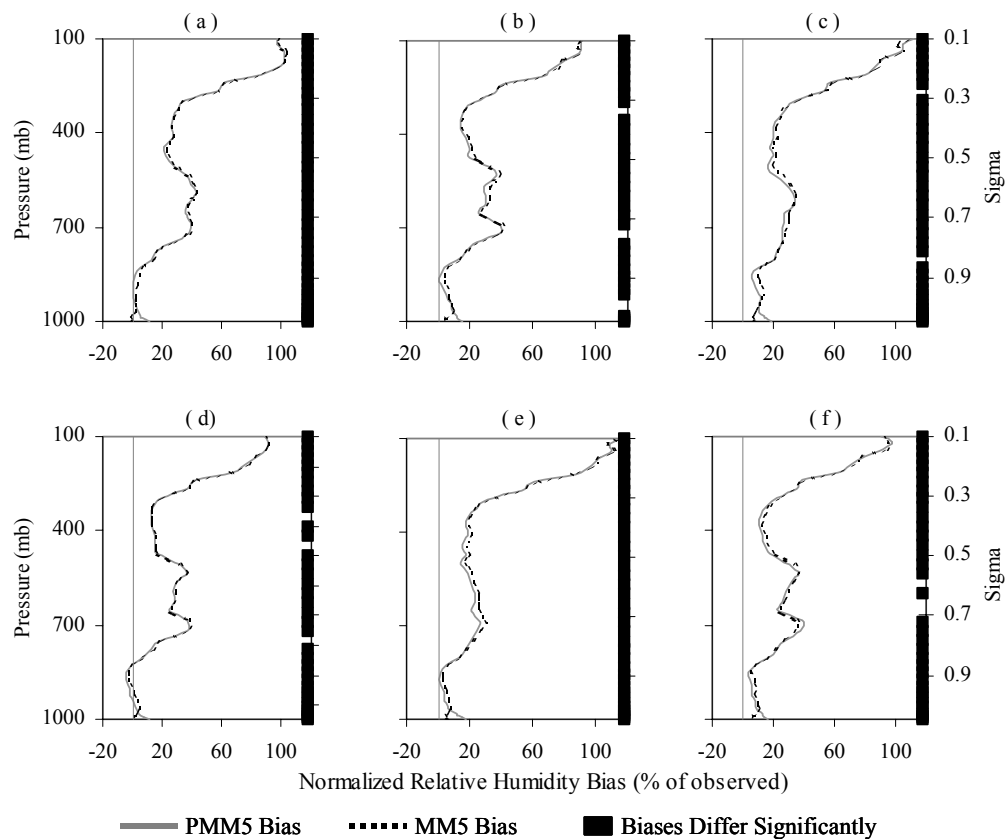 ( a )
( b )
( c )
100
400
700
1000
Pressure (mb)
0.1
0.3
0.5
0.7
0.9
Sigma
-20 20 60 100
-20 20 60 100
-20 20 60 100
( d)
( e )
( f )
100
400
700
1000
Pressure (mb)
0.1
0.3
0.5
0.7
0.9
Sigma
-20 20 60 100
-20 20 60 100
-20 20 60 100
Normalized Relative Humidity Bias (% of observed)
PMM5 Bias MM5 Bias Biases Differ Significantly